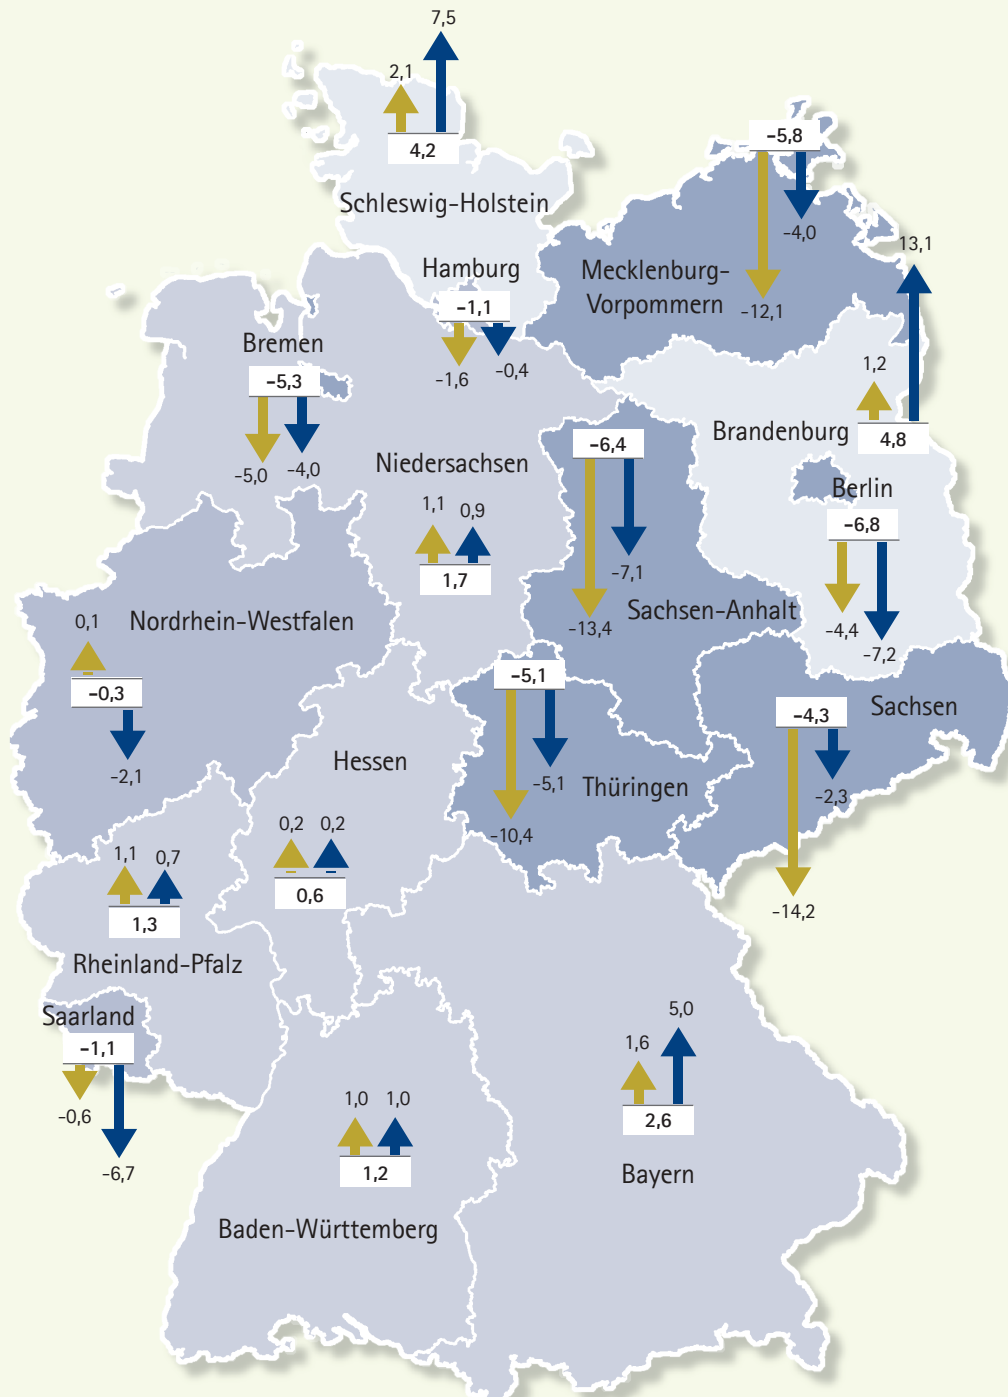 7,5
2,1
4,2
Schleswig-Holstein
-5,8
-4,0
-12,1
Mecklenburg-
Vorpommern
Hamburg
-1,1
-1,6
-0,4
13,1
1,2
Brandenburg
4,8
Bremen
-5,3
-5,0
-4,0
Niedersachsen
1,1
0,9
1,7
-6,4
-7,1
-13,4
Sachsen-Anhalt
Berlin
-6,8
-4,4
-7,2
Nordrhein-Westfalen
0,1
-0,3
-2,1
-5,1
-5,1
-10,4
Thüringen
Sachsen
-4,3
-2,3
-14,2
Hessen
0,2
0,2
0,6
1,1
0,7
1,3
Rheinland-Pfalz
Saarland
-1,1
-0,6
-6,7
1,0
1,0
1,2
Baden-Württemberg
5,0
1,6
2,6
Bayern